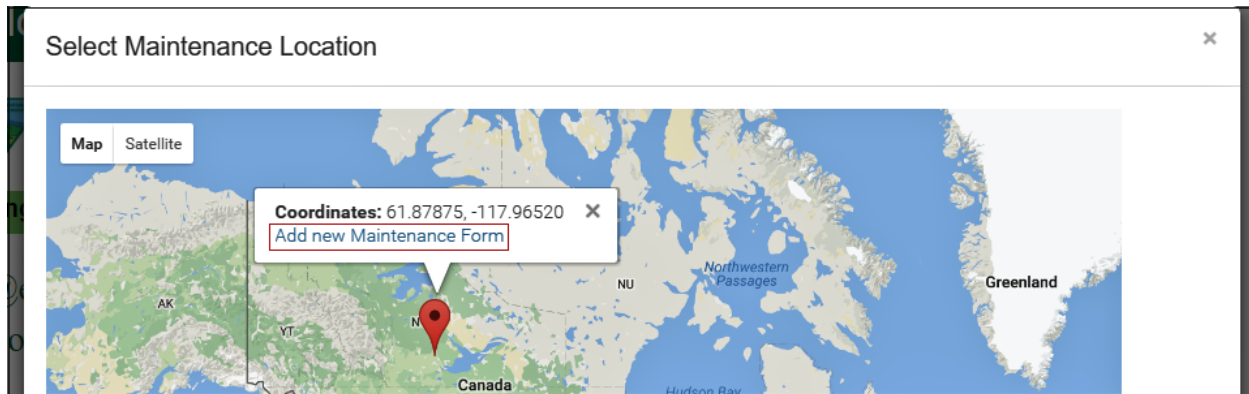 Select Maintenance Location
×
Map Satellite
Coordinates: 61.87875, -117.96520 ×
Add new Maintenance Form
Northwestern
Passages
NU
Greenland
AK
YT
N
Canada
Hudson Bay